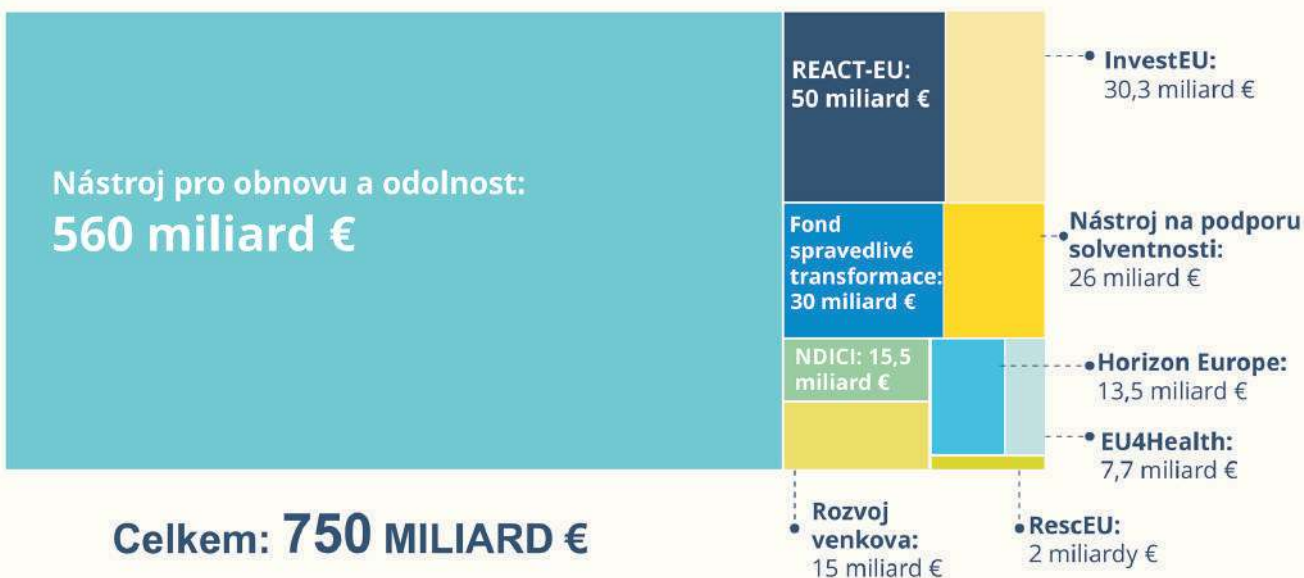 Nástroj pro obnovu a odolnost:
560 miliard €
REACT-EU:
50 miliard €
InvestEU:
30,3 miliard €
Fond
spravedlivé
transformace:
30 miliard €
Nástroj na podporu
solventnosti:
26 miliard €
NDICI: 15,5
miliard €
Horizon Europe:
13,5 miliard €
EU4Health:
7,7 miliard €
Rozvoj
venkova:
15 miliard €
RescEU:
2 miliardy €
Celkem: 750 MILIARD €